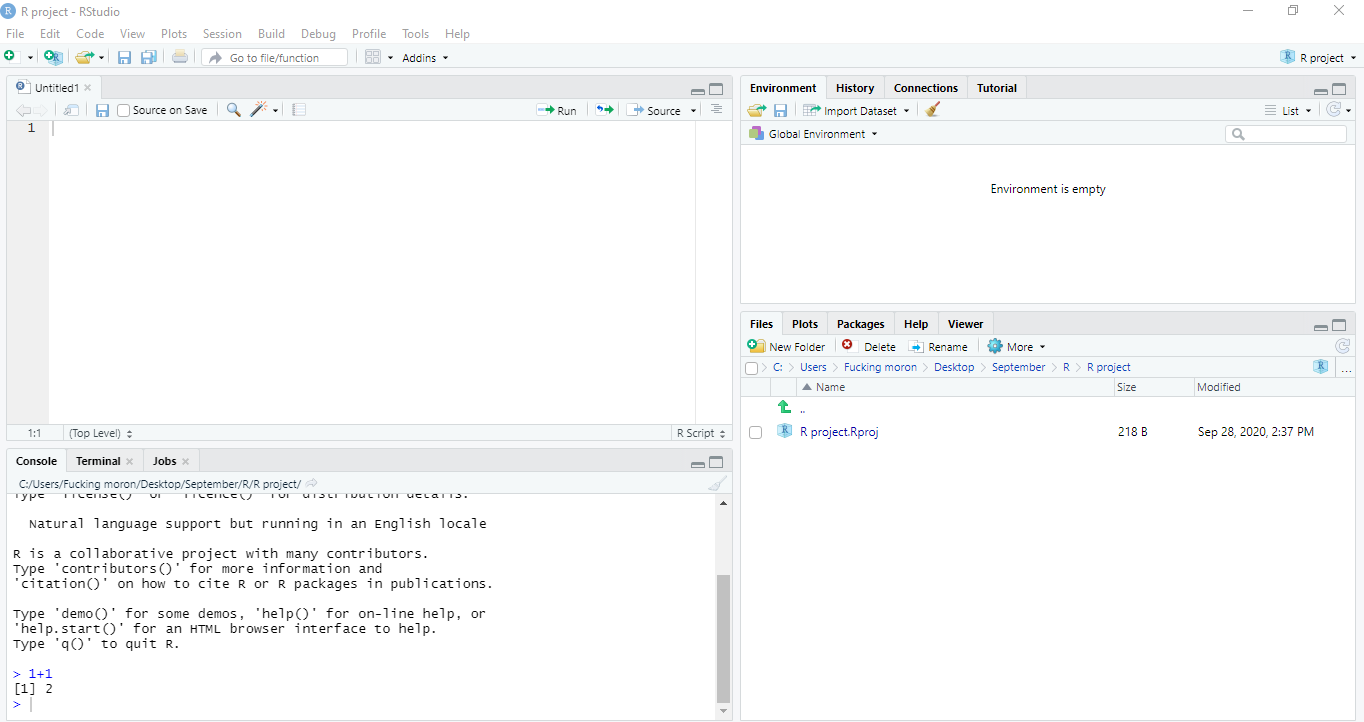 R project - RStudio
File Edit Code View Plots Session Build Debug Profile Tools Help
Go to file/function Addins R project
Untitled1
Source on Save Run Source
1
1:1 (Top Level) R Script
Console Terminal Jobs
C:/Users/Fucking moron/Desktop/September/R/R project/
Type 'license()' or 'licence()' for distribution details.
Natural language support but running in an English locale
R is a collaborative project with many contributors.
Type 'contributors()' for more information and
'citation()' on how to cite R or R packages in publications.
Type 'demo()' for some demos, 'help()' for on-line help, or
'help.start()' for an HTML browser interface to help.
Type 'q()' to quit R.
> 1+1
[1] 2
>
Environment History Connections Tutorial
Import Dataset List
Global Environment
Environment is empty
Files Plots Packages Help Viewer
New Folder Delete Rename More
C: Users Fucking moron Desktop September R R project ...
Name Size Modified
..
R project.Rproj 218 B Sep 28, 2020, 2:37 PM